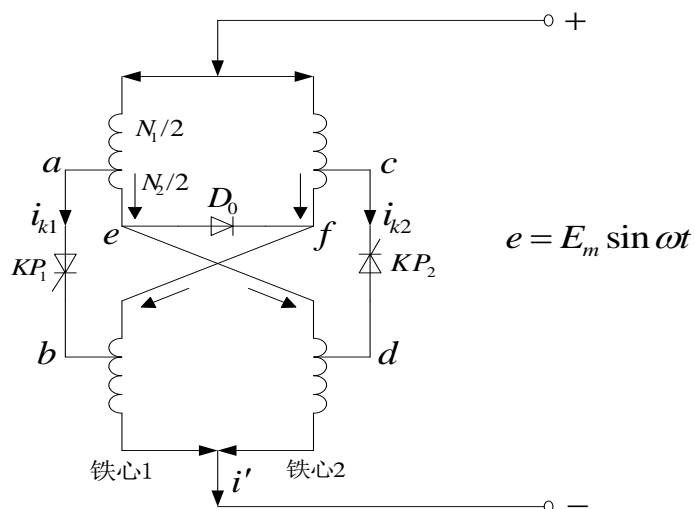 +
N₁/2
a
c
N₂/2
D₀
iₖ₁
e
f
iₖ₂
e = Eₘ sin ωt
KP₁
KP₂
b
d
铁心1
i′
铁心2
−